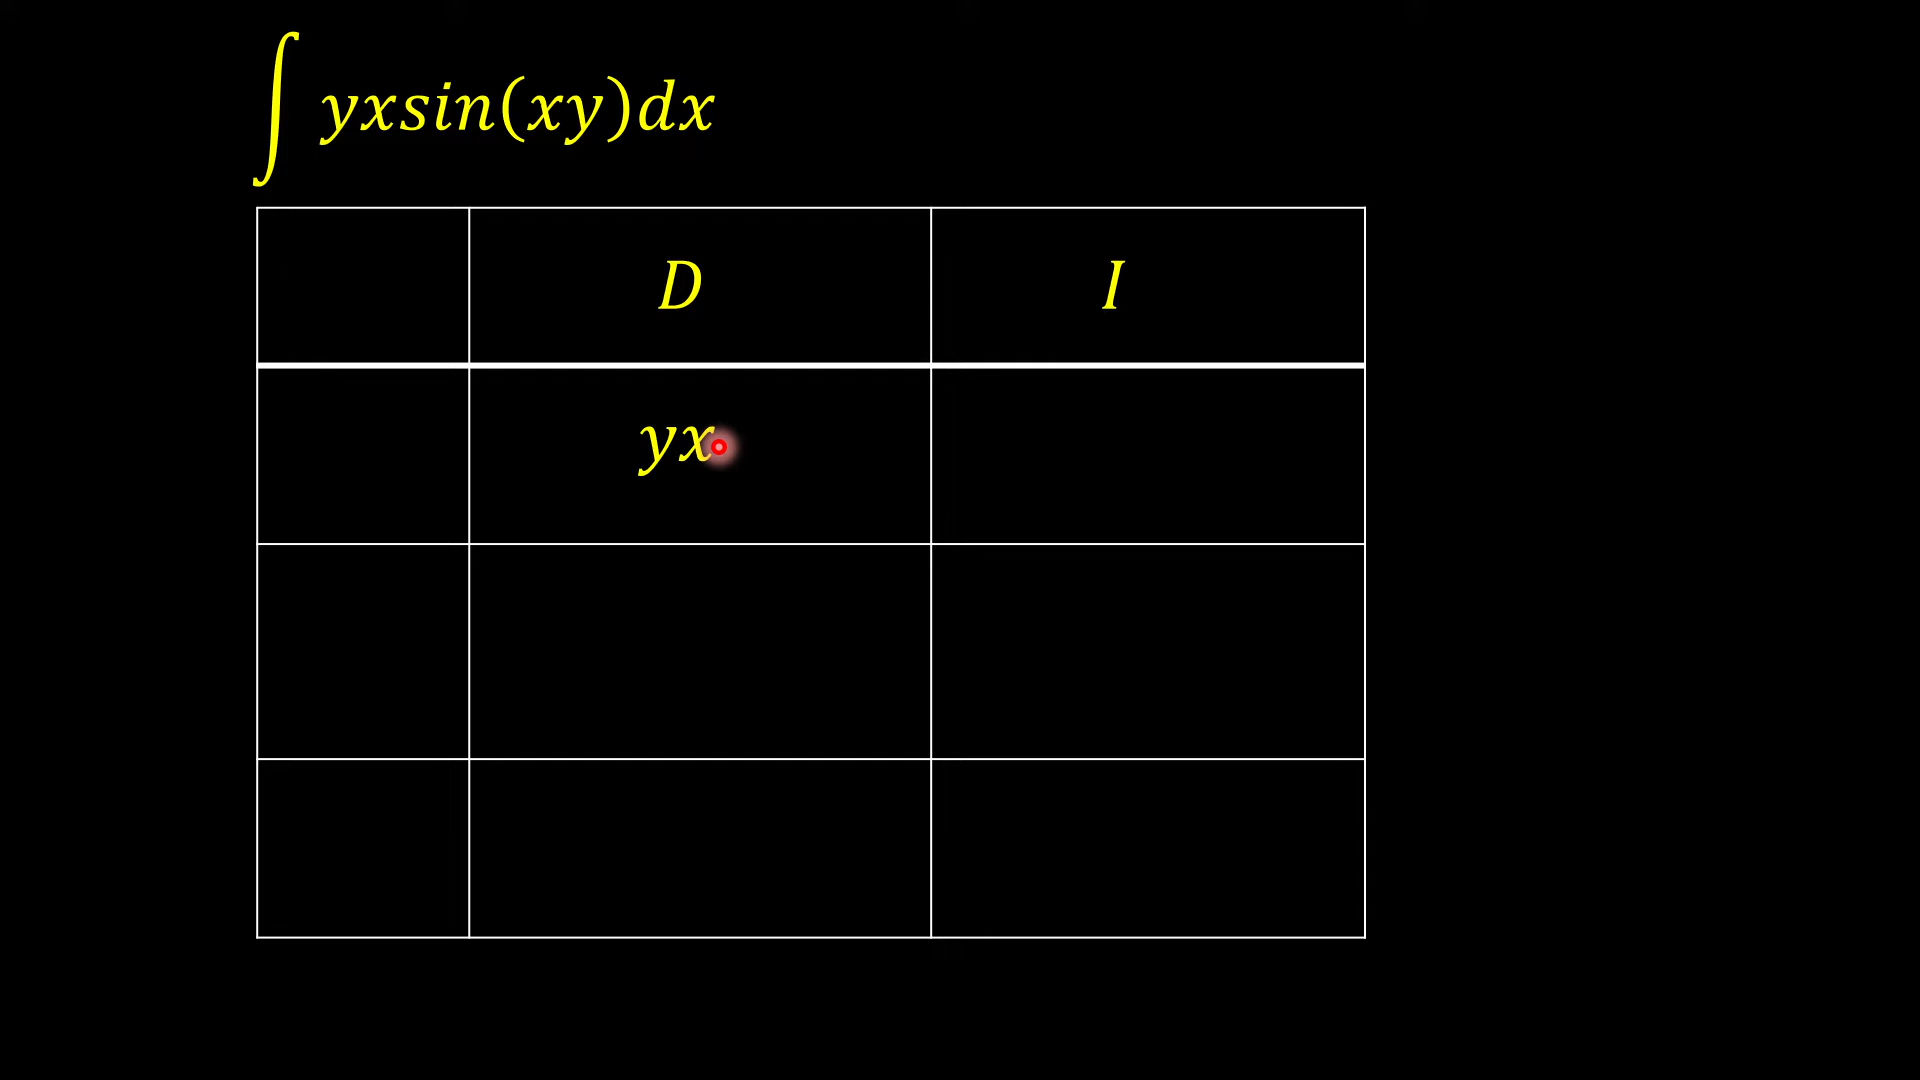 ∫ yxsin(xy)dx
D I
yx